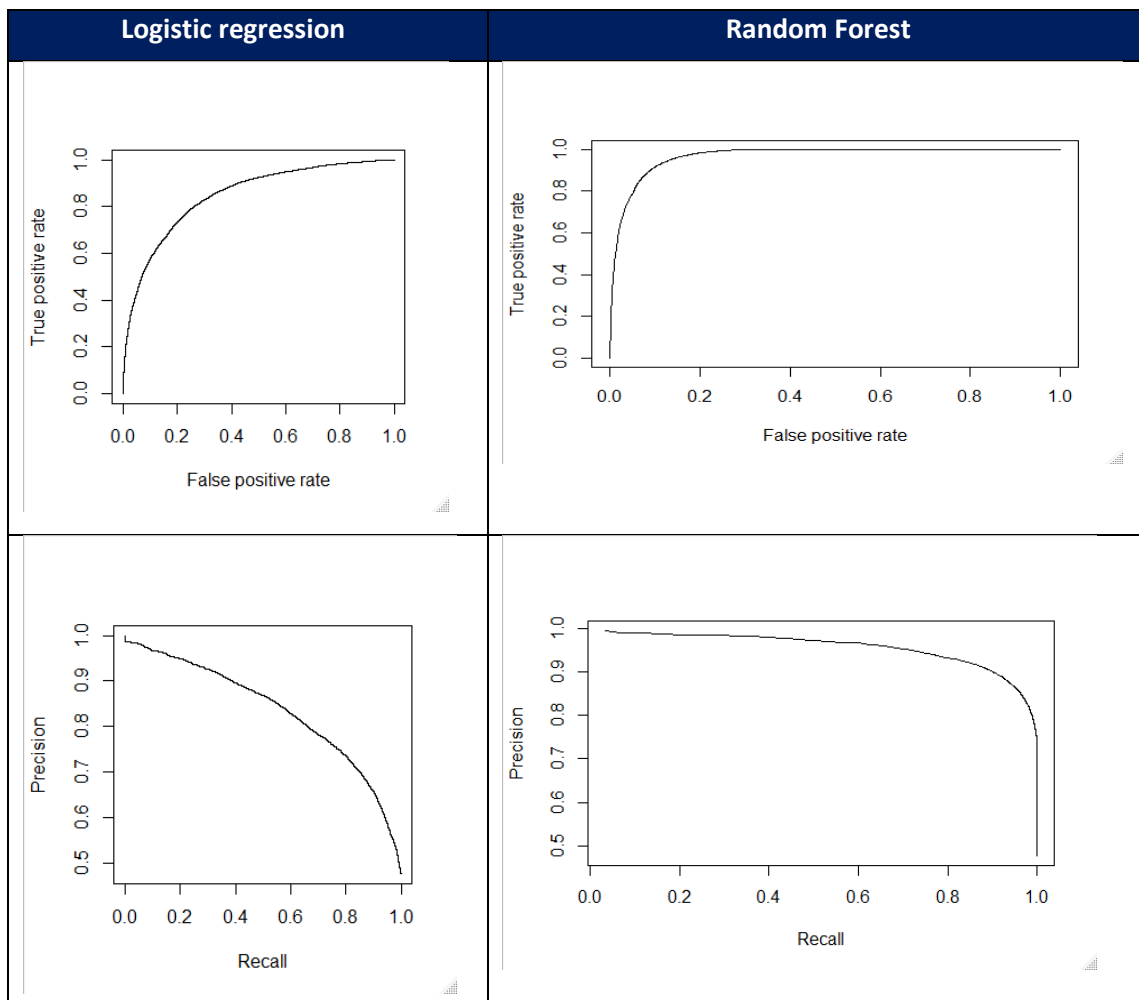 Logistic regression
Random Forest
True positive rate
1.0
0.8
0.6
0.4
0.2
0.0
0.0 0.2 0.4 0.6 0.8 1.0
False positive rate
True positive rate
1.0
0.8
0.6
0.4
0.2
0.0
0.0 0.2 0.4 0.6 0.8 1.0
False positive rate
Precision
1.0
0.9
0.8
0.7
0.6
0.5
0.0 0.2 0.4 0.6 0.8 1.0
Recall
Precision
1.0
0.9
0.8
0.7
0.6
0.5
0.0 0.2 0.4 0.6 0.8 1.0
Recall